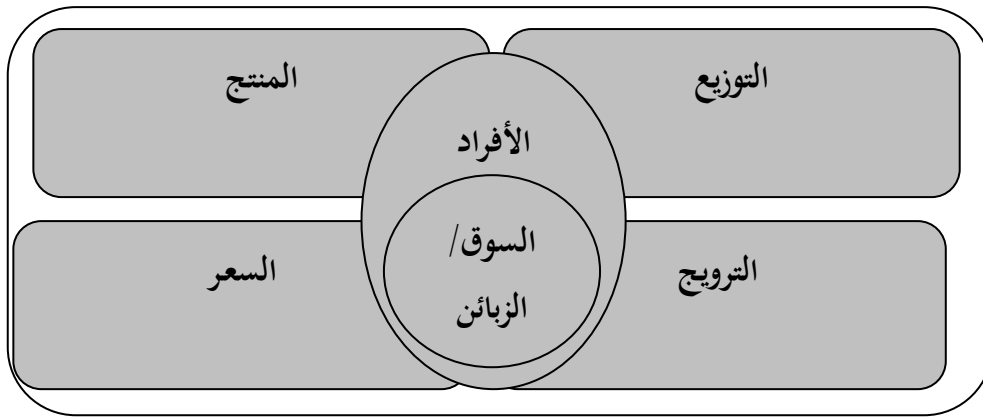 التوزيع
المنتج
الأفراد
السوق/
الزبائن
الترويج
السعر